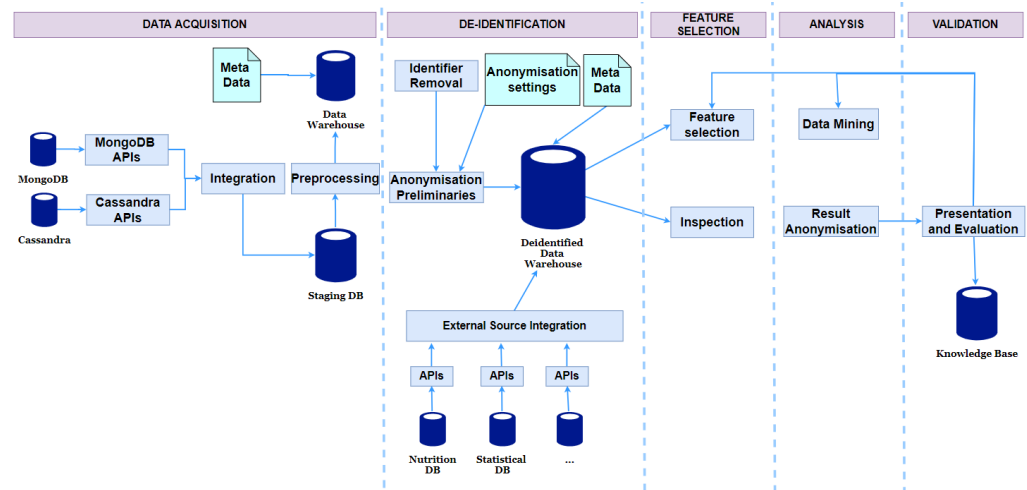 DATA ACQUISITION
DE-IDENTIFICATION
FEATURE
SELECTION
ANALYSIS
VALIDATION
Meta
Data
Data
Warehouse
MongoDB
MongoDB
APIs
Cassandra
Cassandra
APIs
Integration
Preprocessing
Staging DB
Identifier
Removal
Anonymisation
settings
Meta
Data
Anonymisation
Preliminaries
Deidentified
Data
Warehouse
External Source Integration
APIs
APIs
APIs
Nutrition
DB
Statistical
DB
...
Feature
selection
Inspection
Data Mining
Result
Anonymisation
Presentation
and Evaluation
Knowledge Base